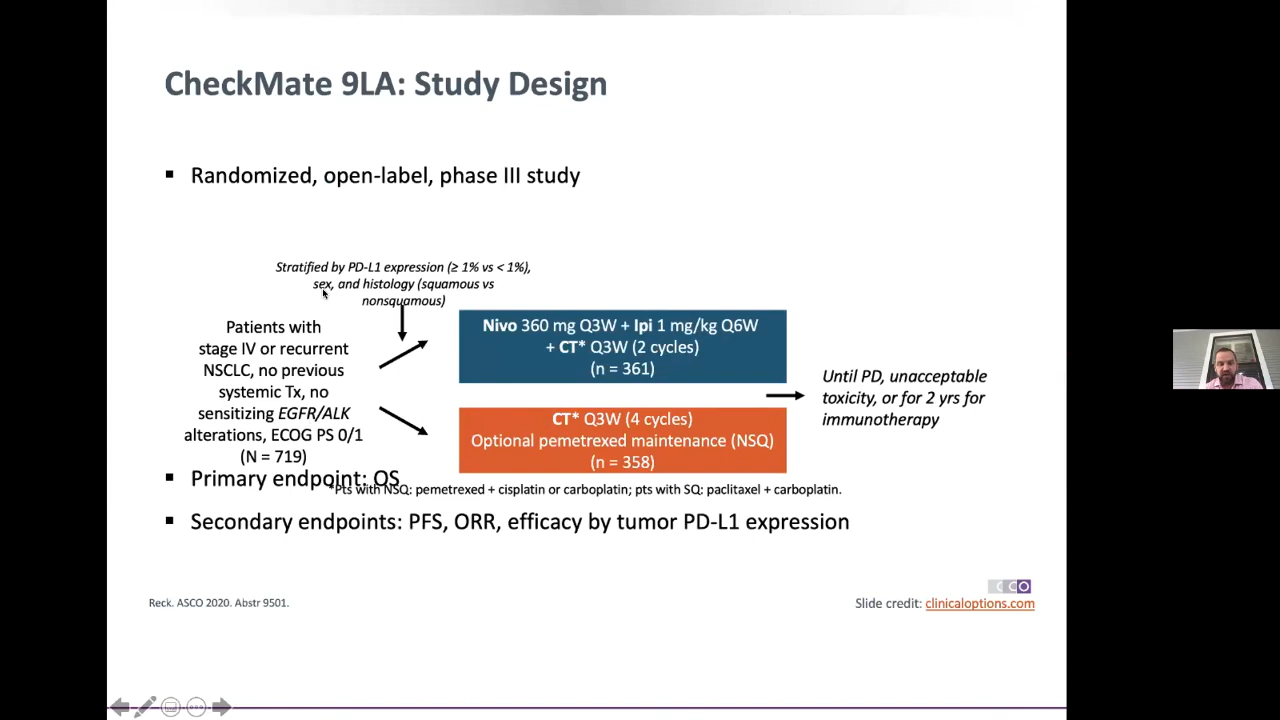 CheckMate 9LA: Study Design
▪ Randomized, open-label, phase III study
Stratified by PD-L1 expression (≥ 1% vs < 1%),
sex, and histology (squamous vs
nonsquamous)
Patients with
stage IV or recurrent
NSCLC, no previous
systemic Tx, no
sensitizing EGFR/ALK
alterations, ECOG PS 0/1
(N = 719)
Nivo 360 mg Q3W + Ipi 1 mg/kg Q6W
+ CT* Q3W (2 cycles)
(n = 361)
CT* Q3W (4 cycles)
Optional pemetrexed maintenance (NSQ)
(n = 358)
Until PD, unacceptable
toxicity, or for 2 yrs for
immunotherapy
▪ Primary endpoint: OS
*Pts with NSQ: pemetrexed + cisplatin or carboplatin; pts with SQ: paclitaxel + carboplatin.
▪ Secondary endpoints: PFS, ORR, efficacy by tumor PD-L1 expression
Reck. ASCO 2020. Abstr 9501.
CCO
Slide credit: clinicaloptions.com